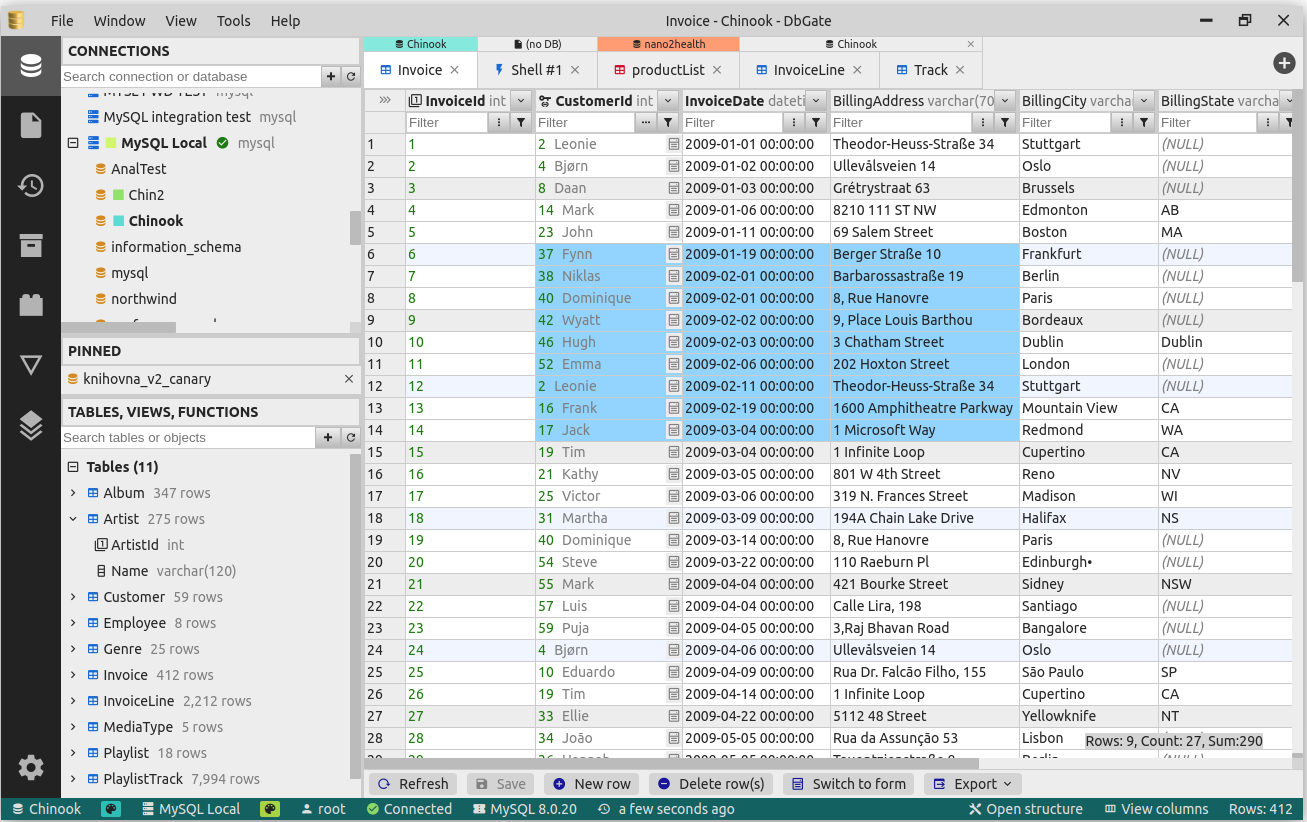 File Window View Tools Help
Invoice - Chinook - DbGate
CONNECTIONS
Search connection or database
MySQL integration test mysql
MySQL Local mysql
AnalTest
Chin2
Chinook
information_schema
mysql
northwind
PINNED
knihovna_v2_canary
TABLES, VIEWS, FUNCTIONS
Search tables or objects
Tables (11)
Album 347 rows
Artist 275 rows
ArtistId int
Name varchar(120)
Customer 59 rows
Employee 8 rows
Genre 25 rows
Invoice 412 rows
InvoiceLine 2,212 rows
MediaType 5 rows
Playlist 18 rows
PlaylistTrack 7,994 rows
Chinook (no DB) nano2health Chinook
Invoice Shell #1 productList InvoiceLine Track
InvoiceId int CustomerId int InvoiceDate dateti BillingAddress varchar(70 BillingCity varcha BillingState varcha
Filter Filter Filter Filter Filter Filter
1 1 2 Leonie 2009-01-01 00:00:00 Theodor-Heuss-Straße 34 Stuttgart (NULL)
2 2 4 Bjørn 2009-01-02 00:00:00 Ullevålsveien 14 Oslo (NULL)
3 3 8 Daan 2009-01-03 00:00:00 Grétrystraat 63 Brussels (NULL)
4 4 14 Mark 2009-01-06 00:00:00 8210 111 ST NW Edmonton AB
5 5 23 John 2009-01-11 00:00:00 69 Salem Street Boston MA
6 6 37 Fynn 2009-01-19 00:00:00 Berger Straße 10 Frankfurt (NULL)
7 7 38 Niklas 2009-02-01 00:00:00 Barbarossastraße 19 Berlin (NULL)
8 8 40 Dominique 2009-02-01 00:00:00 8, Rue Hanovre Paris (NULL)
9 9 42 Wyatt 2009-02-02 00:00:00 9, Place Louis Barthou Bordeaux (NULL)
10 10 46 Hugh 2009-02-03 00:00:00 3 Chatham Street Dublin Dublin
11 11 52 Emma 2009-02-06 00:00:00 202 Hoxton Street London (NULL)
12 12 2 Leonie 2009-02-11 00:00:00 Theodor-Heuss-Straße 34 Stuttgart (NULL)
13 13 16 Frank 2009-02-19 00:00:00 1600 Amphitheatre Parkway Mountain View CA
14 14 17 Jack 2009-03-04 00:00:00 1 Microsoft Way Redmond WA
15 15 19 Tim 2009-03-04 00:00:00 1 Infinite Loop Cupertino CA
16 16 21 Kathy 2009-03-05 00:00:00 801 W 4th Street Reno NV
17 17 25 Victor 2009-03-06 00:00:00 319 N. Frances Street Madison WI
18 18 31 Martha 2009-03-09 00:00:00 194A Chain Lake Drive Halifax NS
19 19 40 Dominique 2009-03-14 00:00:00 8, Rue Hanovre Paris (NULL)
20 20 54 Steve 2009-03-22 00:00:00 110 Raeburn Pl Edinburgh• (NULL)
21 21 55 Mark 2009-04-04 00:00:00 421 Bourke Street Sidney NSW
22 22 57 Luis 2009-04-04 00:00:00 Calle Lira, 198 Santiago (NULL)
23 23 59 Puja 2009-04-05 00:00:00 3,Raj Bhavan Road Bangalore (NULL)
24 24 4 Bjørn 2009-04-06 00:00:00 Ullevålsveien 14 Oslo (NULL)
25 25 10 Eduardo 2009-04-09 00:00:00 Rua Dr. Falcão Filho, 155 São Paulo SP
26 26 19 Tim 2009-04-14 00:00:00 1 Infinite Loop Cupertino CA
27 27 33 Ellie 2009-04-22 00:00:00 5112 48 Street Yellowknife NT
28 28 34 João 2009-05-05 00:00:00 Rua da Assunção 53 Lisbon
Rows: 9, Count: 27, Sum:290
Refresh Save New row Delete row(s) Switch to form Export
Chinook MySQL Local root Connected MySQL 8.0.20 a few seconds ago Open structure View columns Rows: 412